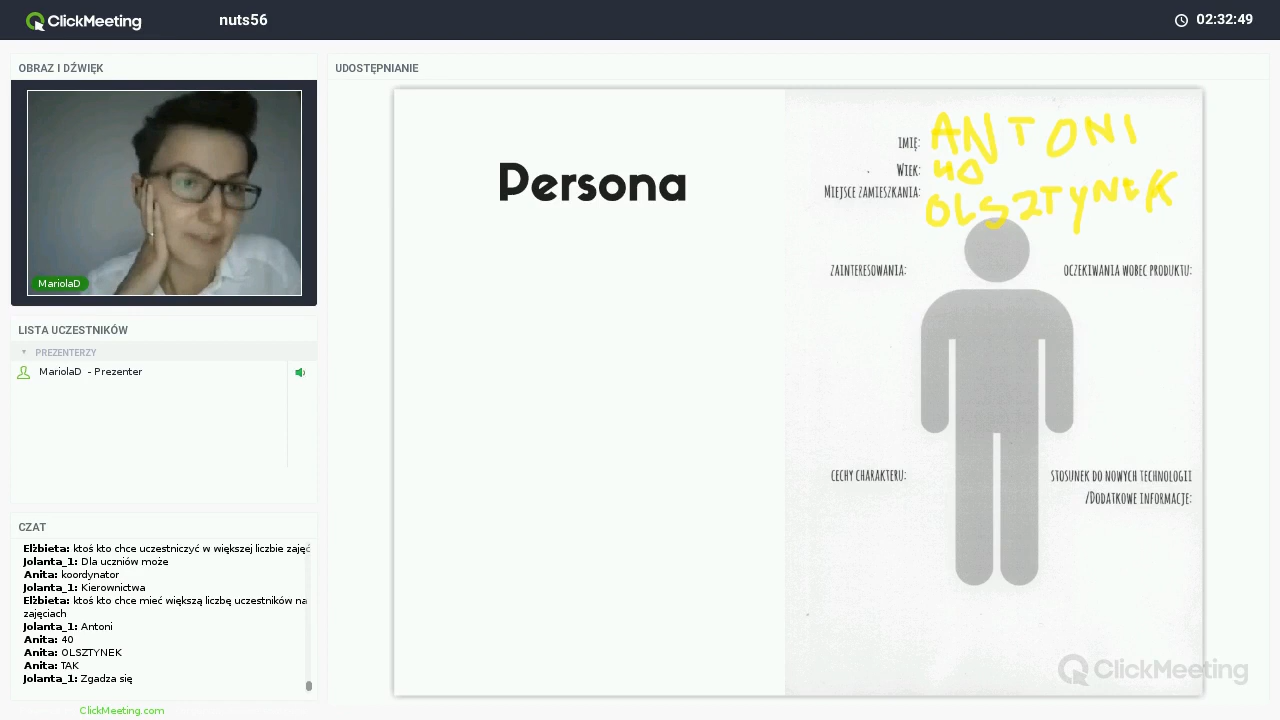 ClickMeeting
nuts56
02:32:49
OBRAZ I DŹWIĘK
MariolaD
LISTA UCZESTNIKÓW
PREZENTERZY
MariolaD - Prezenter
CZAT
Elżbieta: ktoś kto chce uczestniczyć w większej liczbie zajęć
Jolanta_1: Dla uczniów może
Anita: koordynator
Jolanta_1: Kierownictwa
Elżbieta: ktoś kto chce mieć większą liczbę uczestników na
zajęciach
Jolanta_1: Antoni
Anita: 40
Anita: OLSZTYNEK
Anita: TAK
Jolanta_1: Zgadza się
ClickMeeting.com
UDOSTĘPNIANIE
Persona
IMIĘ: ANTONI
WIEK: 40
MIEJSCE ZAMIESZKANIA: OLSZTYNEK
ZAINTERESOWANIA:
OCZEKIWANIA WOBEC PRODUKTU:
CECHY CHARAKTERU:
STOSUNEK DO NOWYCH TECHNOLOGII
/DODATKOWE INFORMACJE:
ClickMeeting